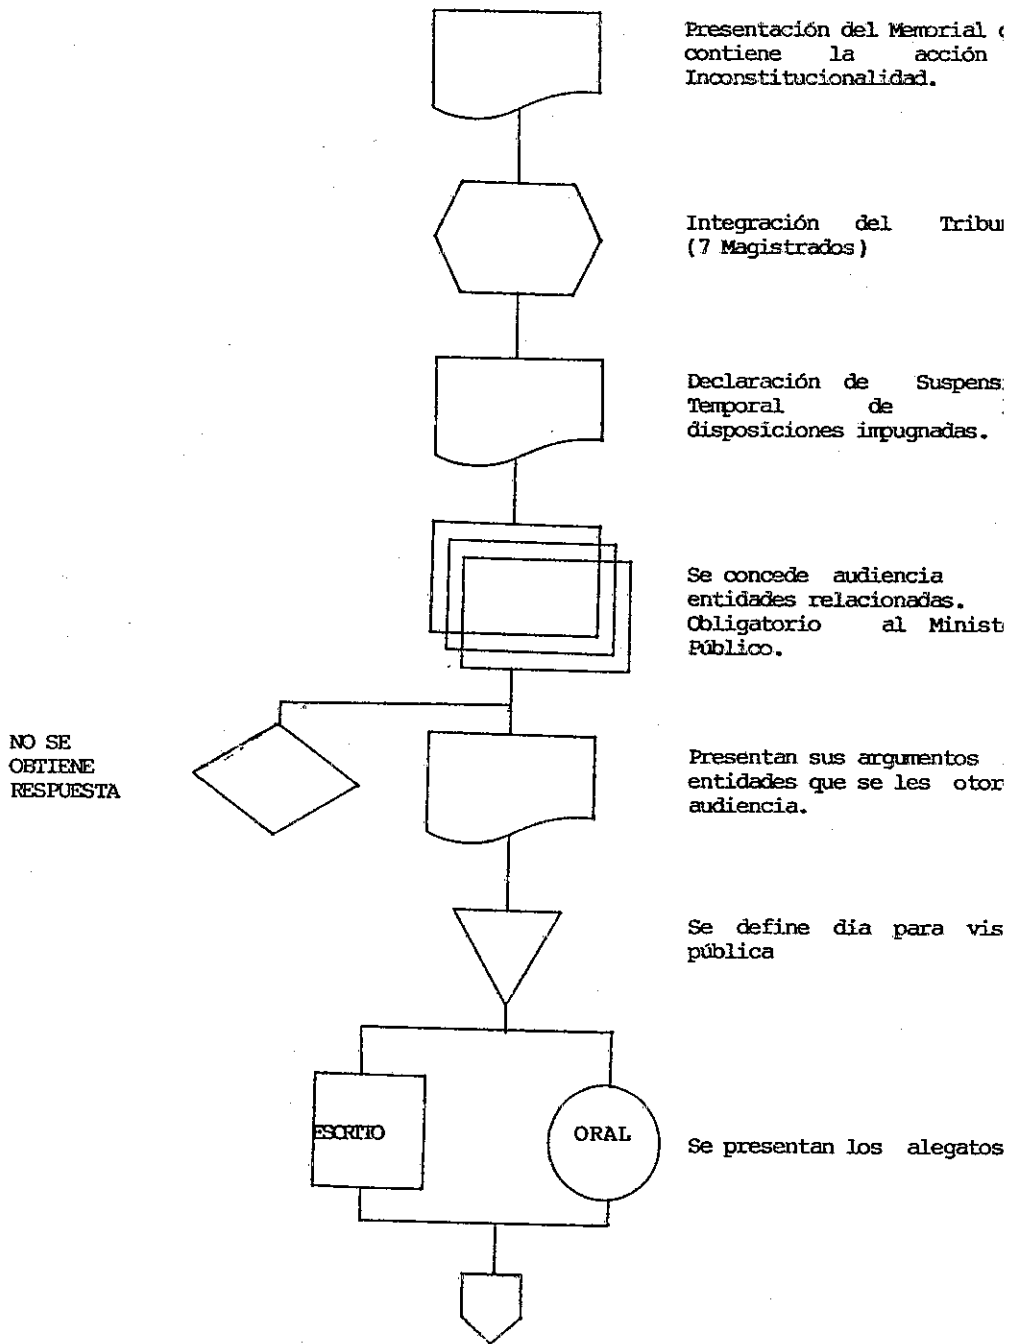 Presentación del Memorial
contiene la acción
Inconstitucionalidad.
Integración del
(7 Magistrados)
Declaración de
Temporal de
disposiciones impugnadas.
Se concede audiencia
entidades relacionadas.
Obligatorio al
Público.
NO SE
OBTIENE
RESPUESTA
Presentan sus argumentos
entidades que se les
audiencia.
Se define dia para
pública
ESCRITO
ORAL
Se presentan los alegatos